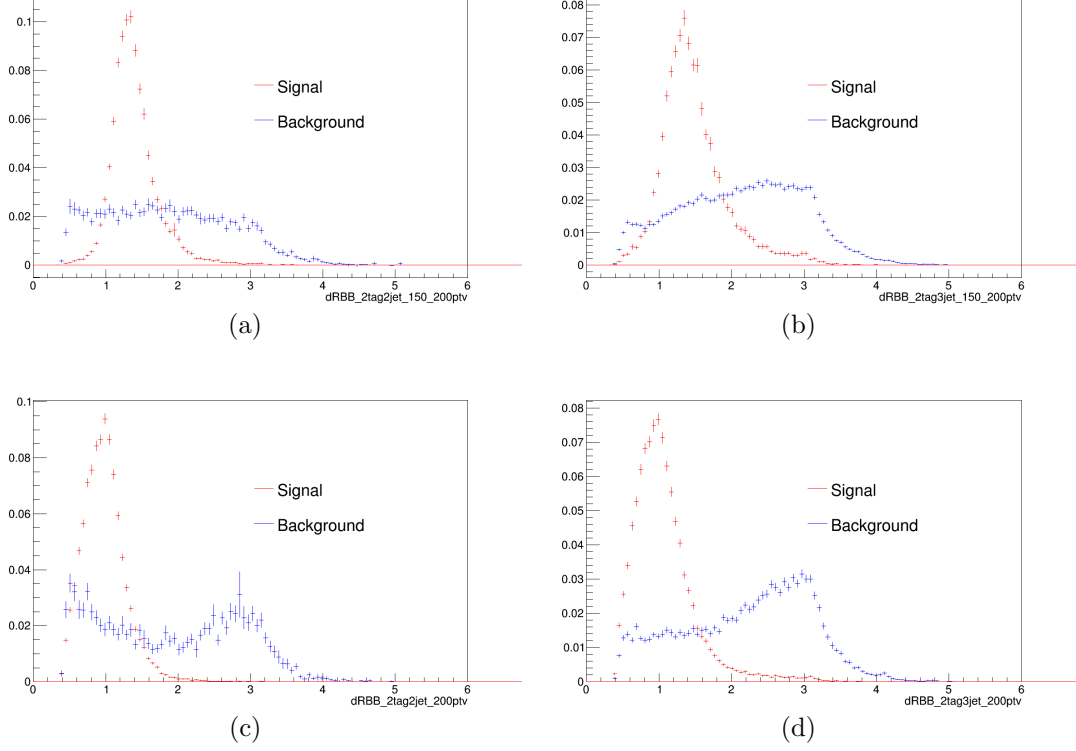 0.1
0.08
0.06
0.04
0.02
0
Signal
Background
0 1 2 3 4 5 6
dRBB_2tag2jet_150_200ptv
(a)
0.08
0.07
0.06
0.05
0.04
0.03
0.02
0.01
0
Signal
Background
0 1 2 3 4 5 6
dRBB_2tag3jet_150_200ptv
(b)
0.1
0.08
0.06
0.04
0.02
0
Signal
Background
0 1 2 3 4 5 6
dRBB_2tag2jet_200ptv
(c)
0.08
0.07
0.06
0.05
0.04
0.03
0.02
0.01
0
Signal
Background
0 1 2 3 4 5 6
dRBB_2tag3jet_200ptv
(d)